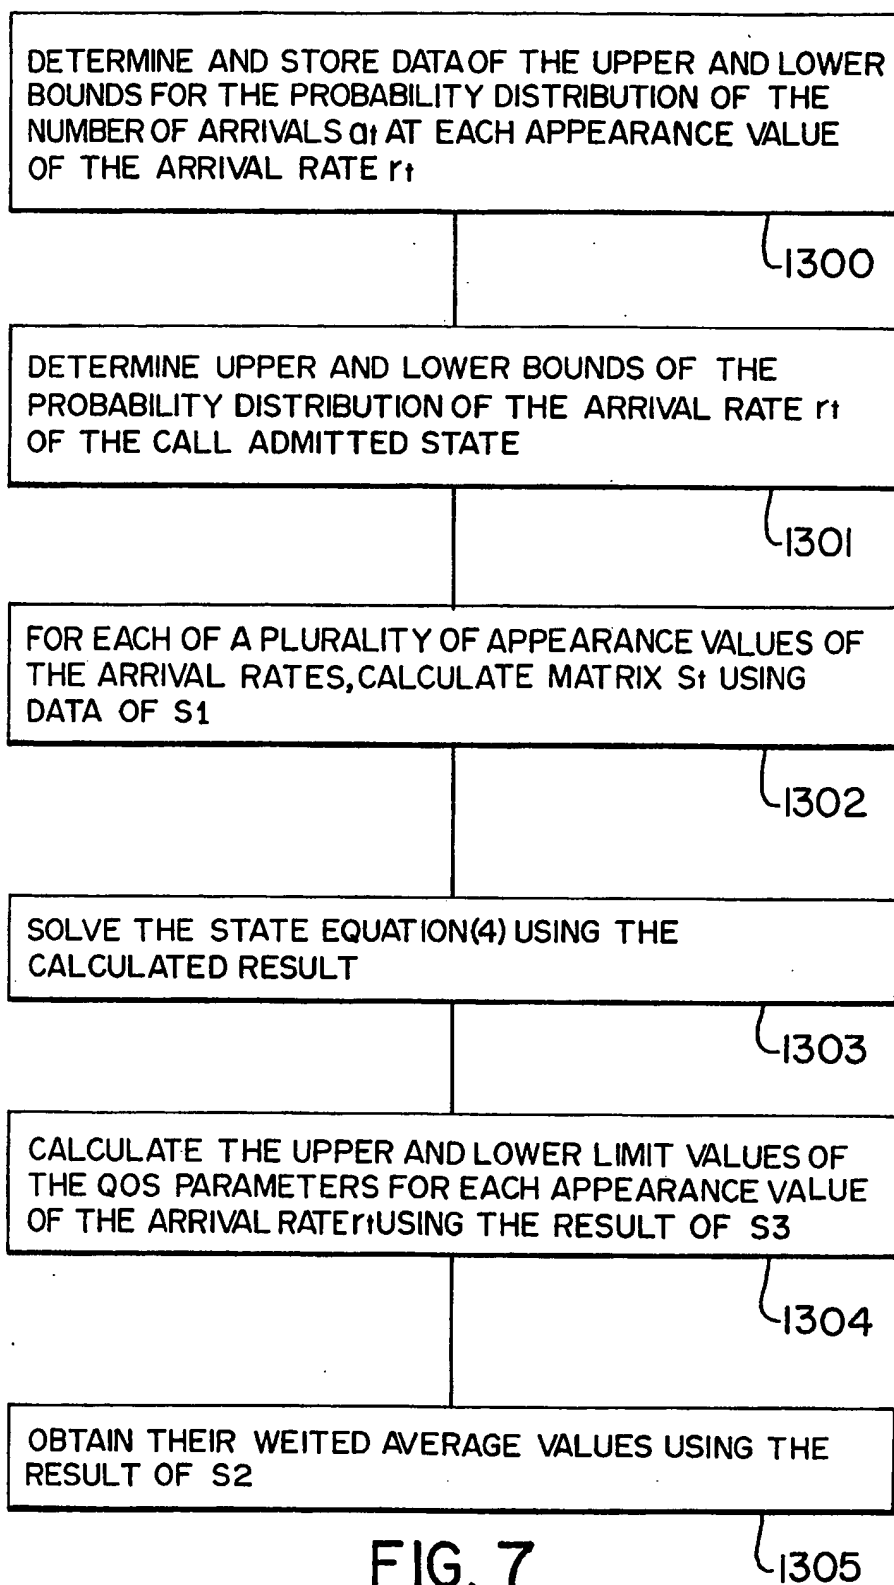 DETERMINE AND STORE DATA OF THE UPPER AND LOWER
BOUNDS FOR THE PROBABILITY DISTRIBUTION OF THE
NUMBER OF ARRIVALS at AT EACH APPEARANCE VALUE
OF THE ARRIVAL RATE rt
1300
DETERMINE UPPER AND LOWER BOUNDS OF THE
PROBABILITY DISTRIBUTION OF THE ARRIVAL RATE rt
OF THE CALL ADMITTED STATE
1301
FOR EACH OF A PLURALITY OF APPEARANCE VALUES OF
THE ARRIVAL RATES, CALCULATE MATRIX St USING
DATA OF S1
1302
SOLVE THE STATE EQUATION(4) USING THE
CALCULATED RESULT
1303
CALCULATE THE UPPER AND LOWER LIMIT VALUES OF
THE QOS PARAMETERS FOR EACH APPEARANCE VALUE
OF THE ARRIVAL RATE rt USING THE RESULT OF S3
1304
OBTAIN THEIR WEITED AVERAGE VALUES USING THE
RESULT OF S2
1305
FIG. 7